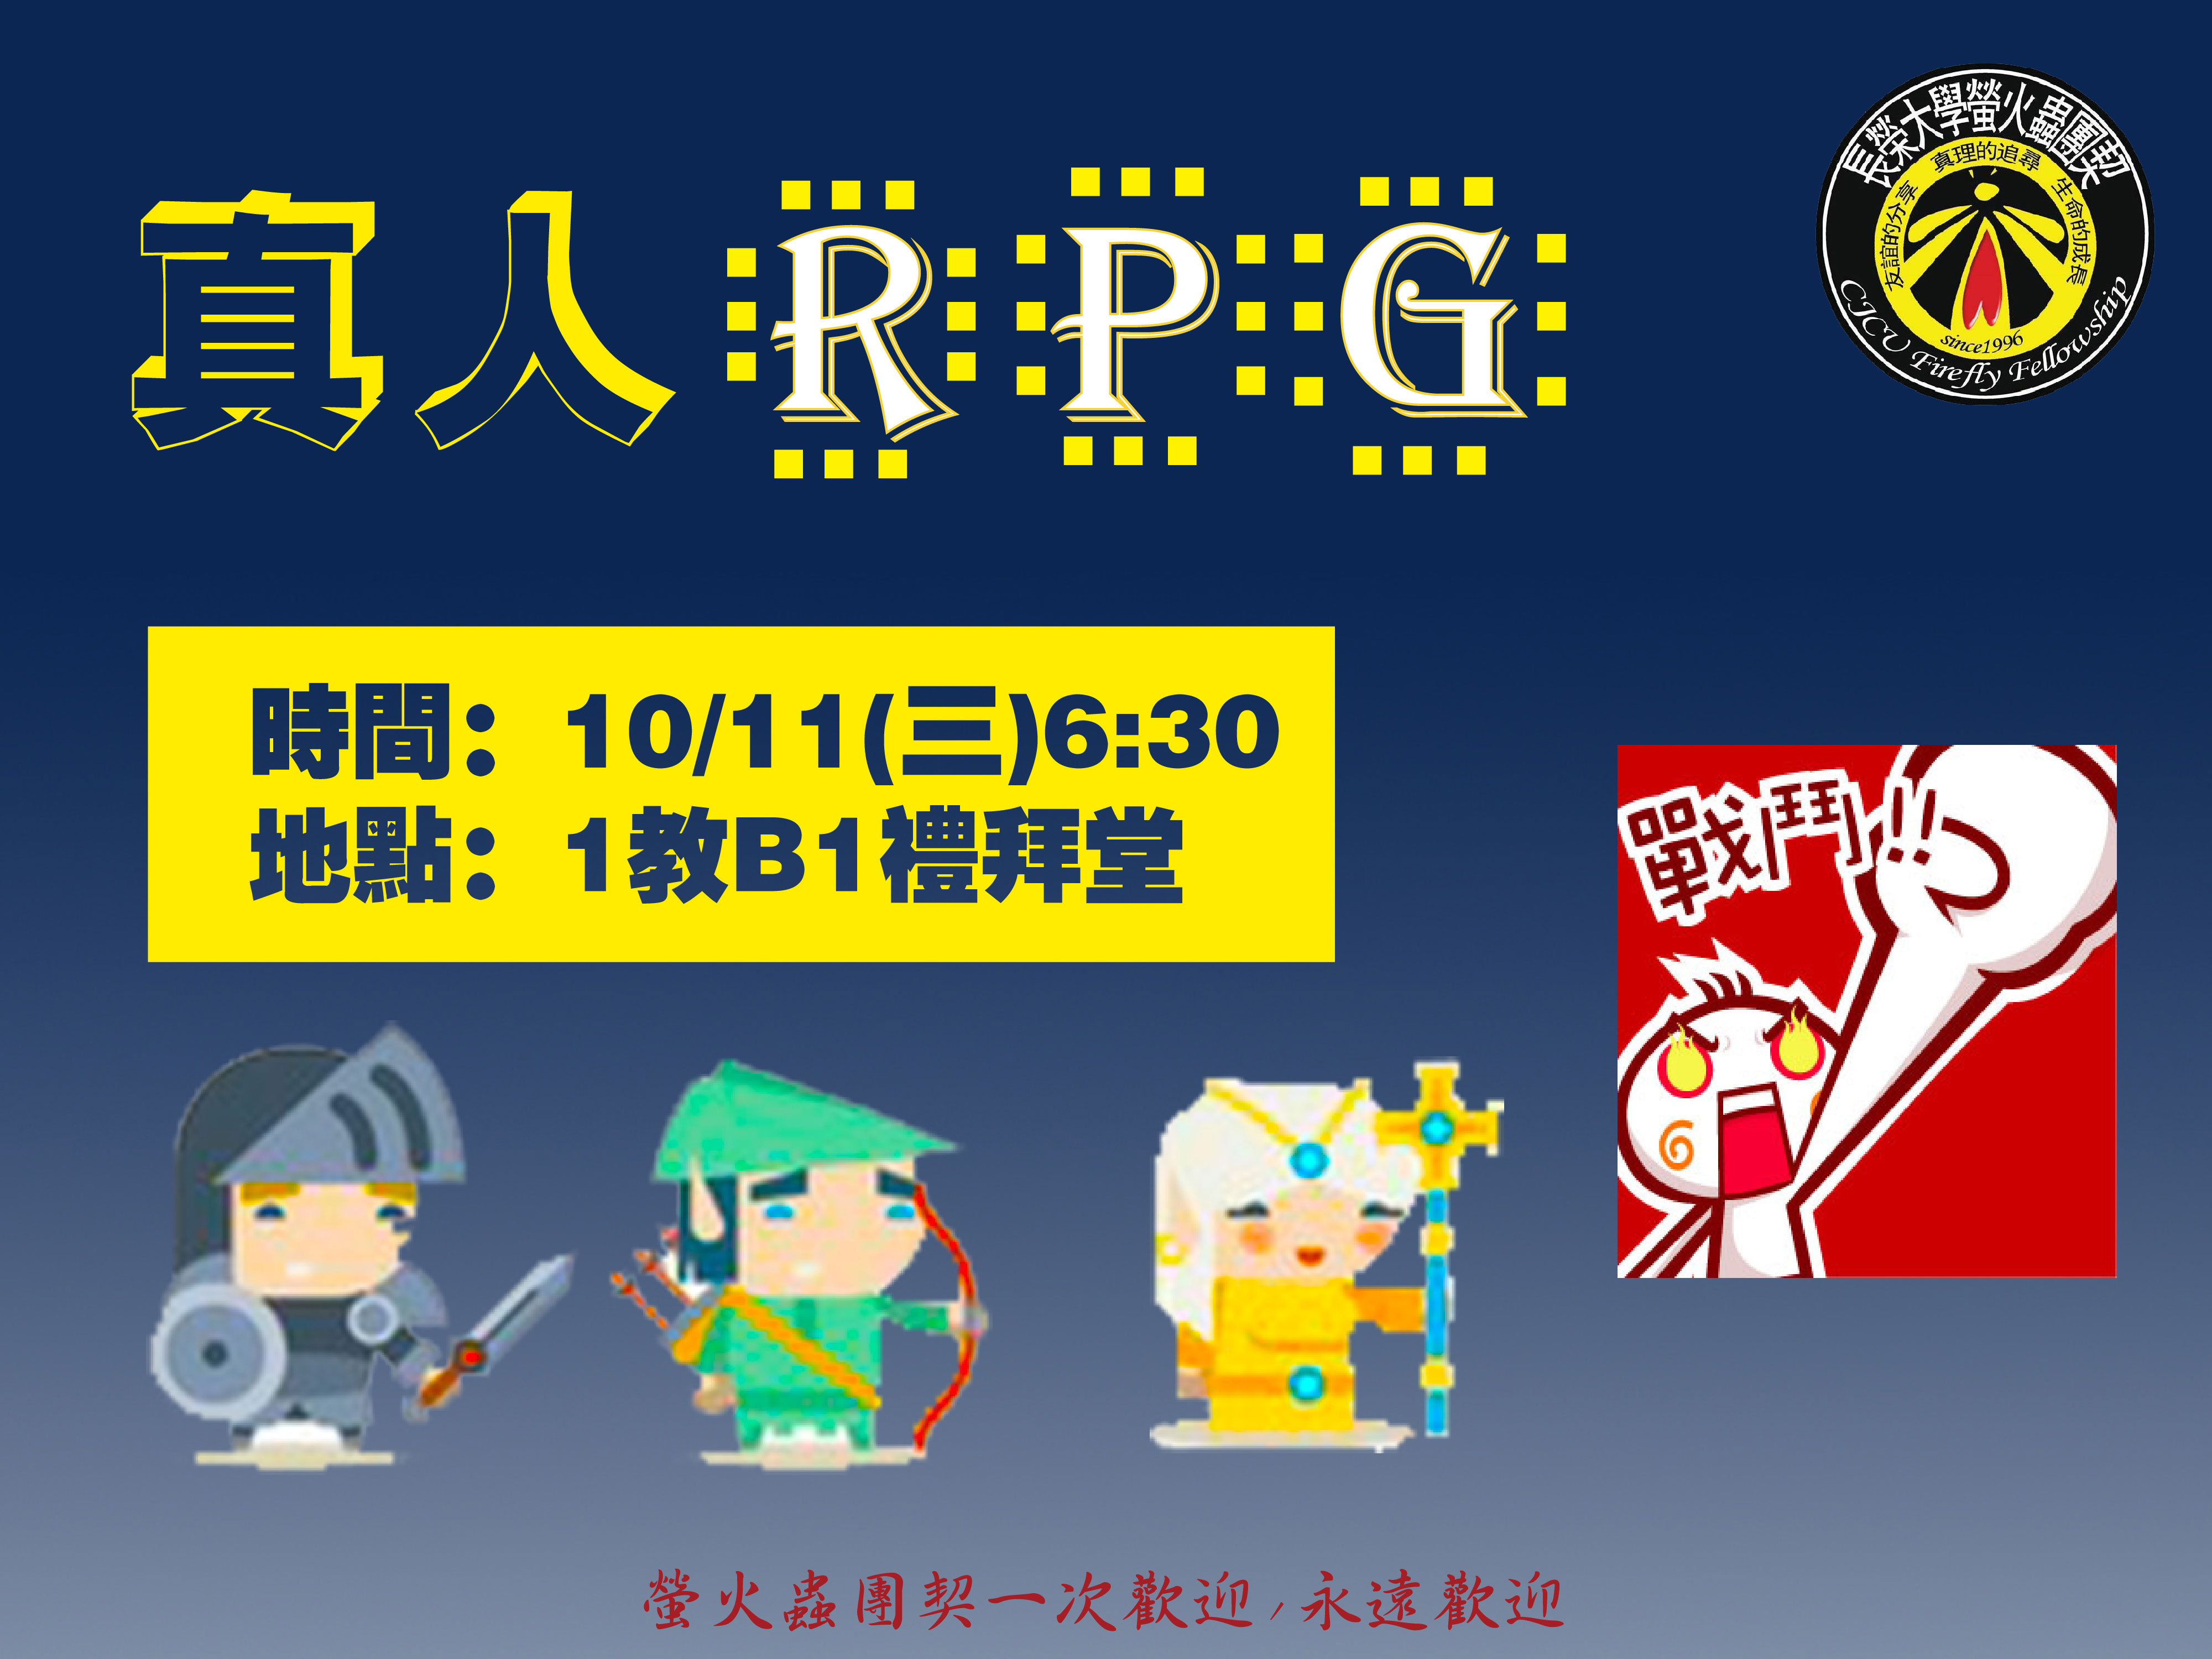 真人RPG
長榮大學螢火蟲團契
友誼的分享 真理的追尋 生命的成長
since1996
CJCU Firefly Fellowship
時間：10/11(三)6:30
地點：1教B1禮拜堂
戰鬥!!
螢火蟲團契一次歡迎,永遠歡迎